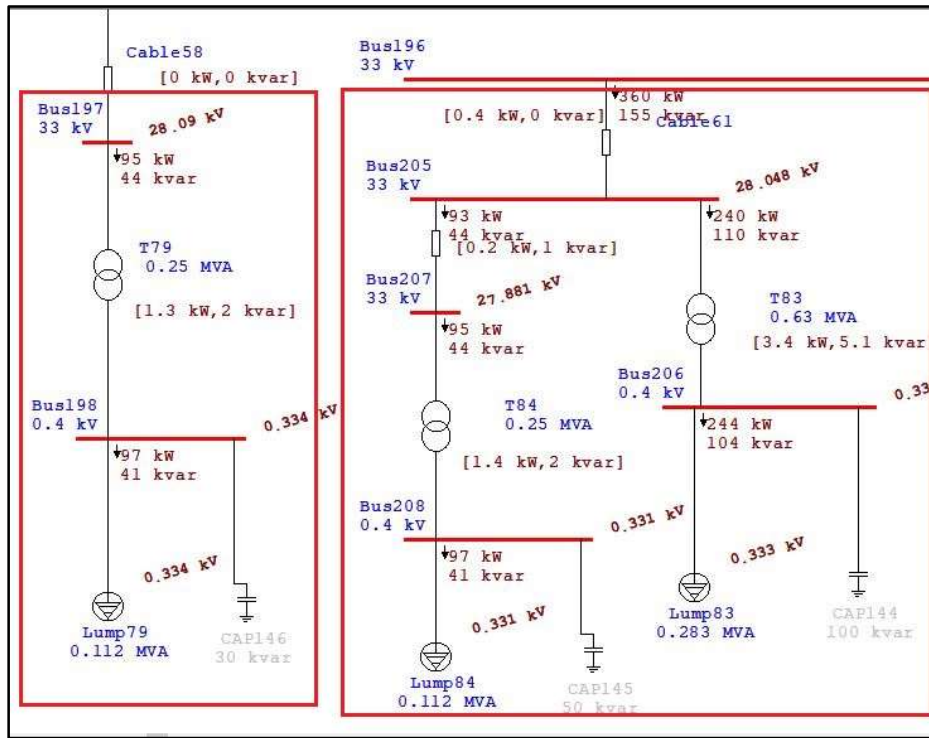 Cable58
[0 kW,0 kvar]
Bus197
33 kV
28.09 kV
95 kW
44 kvar
T79
0.25 MVA
[1.3 kW,2 kvar]
Bus198
0.4 kV
0.334 kV
97 kW
41 kvar
0.334 kV
Lump79
0.112 MVA
CAP146
30 kvar
Bus196
33 kV
360 kW
[0.4 kW,0 kvar] 155 kvar
Cable61
Bus205
33 kV
28.048 kV
93 kW
44 kvar
[0.2 kW,1 kvar]
240 kW
110 kvar
Bus207
33 kV
27.881 kV
95 kW
44 kvar
T83
0.63 MVA
[3.4 kW,5.1 kvar
T84
0.25 MVA
[1.4 kW,2 kvar]
Bus206
0.4 kV
0.33
244 kW
104 kvar
Bus208
0.4 kV
0.331 kV
97 kW
41 kvar
0.333 kV
0.331 kV
Lump84
0.112 MVA
CAP145
50 kvar
Lump83
0.283 MVA
CAP144
100 kvar